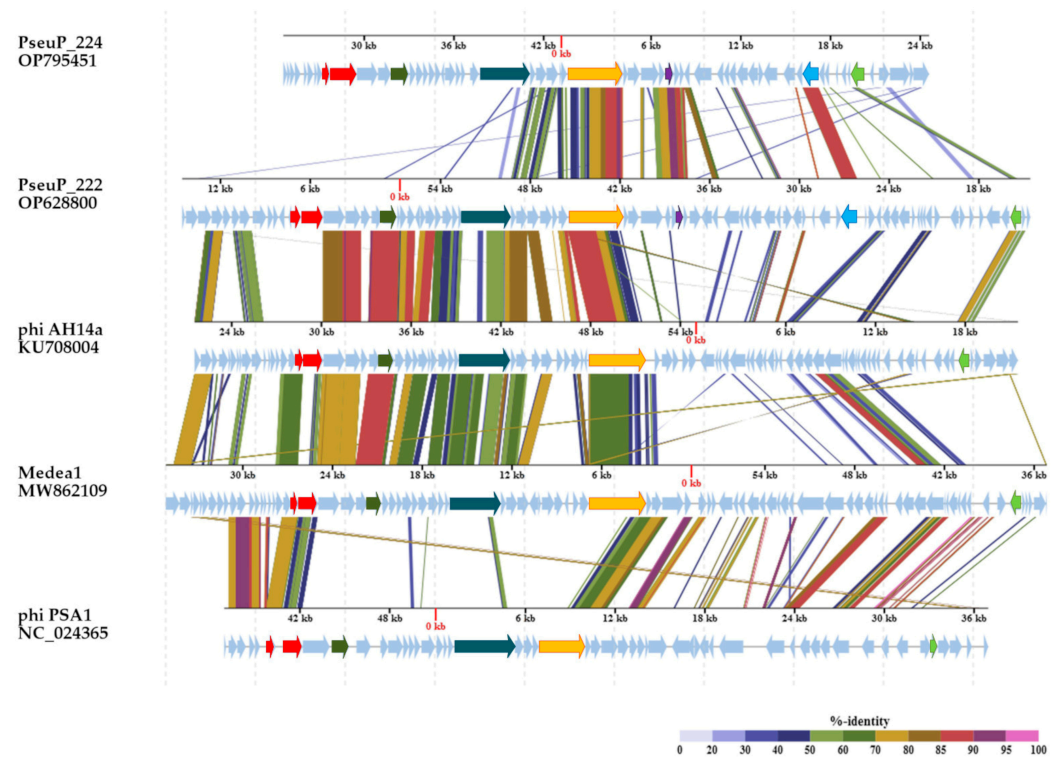 PseuP_224
OP795451
30 kb 36 kb 42 kb 0 kb 6 kb 12 kb 18 kb 24 kb
PseuP_222
OP628800
12 kb 6 kb 0 kb 54 kb 48 kb 42 kb 36 kb 30 kb 24 kb 18 kb
phi AH14a
KU708004
24 kb 30 kb 36 kb 42 kb 48 kb 54 kb 0 kb 6 kb 12 kb 18 kb
Medea1
MW862109
30 kb 24 kb 18 kb 12 kb 6 kb 0 kb 54 kb 48 kb 42 kb 36 kb
phi PSA1
NC_024365
42 kb 48 kb 0 kb 6 kb 12 kb 18 kb 24 kb 30 kb 36 kb
%-identity
0 20 30 40 50 60 70 80 85 90 95 100